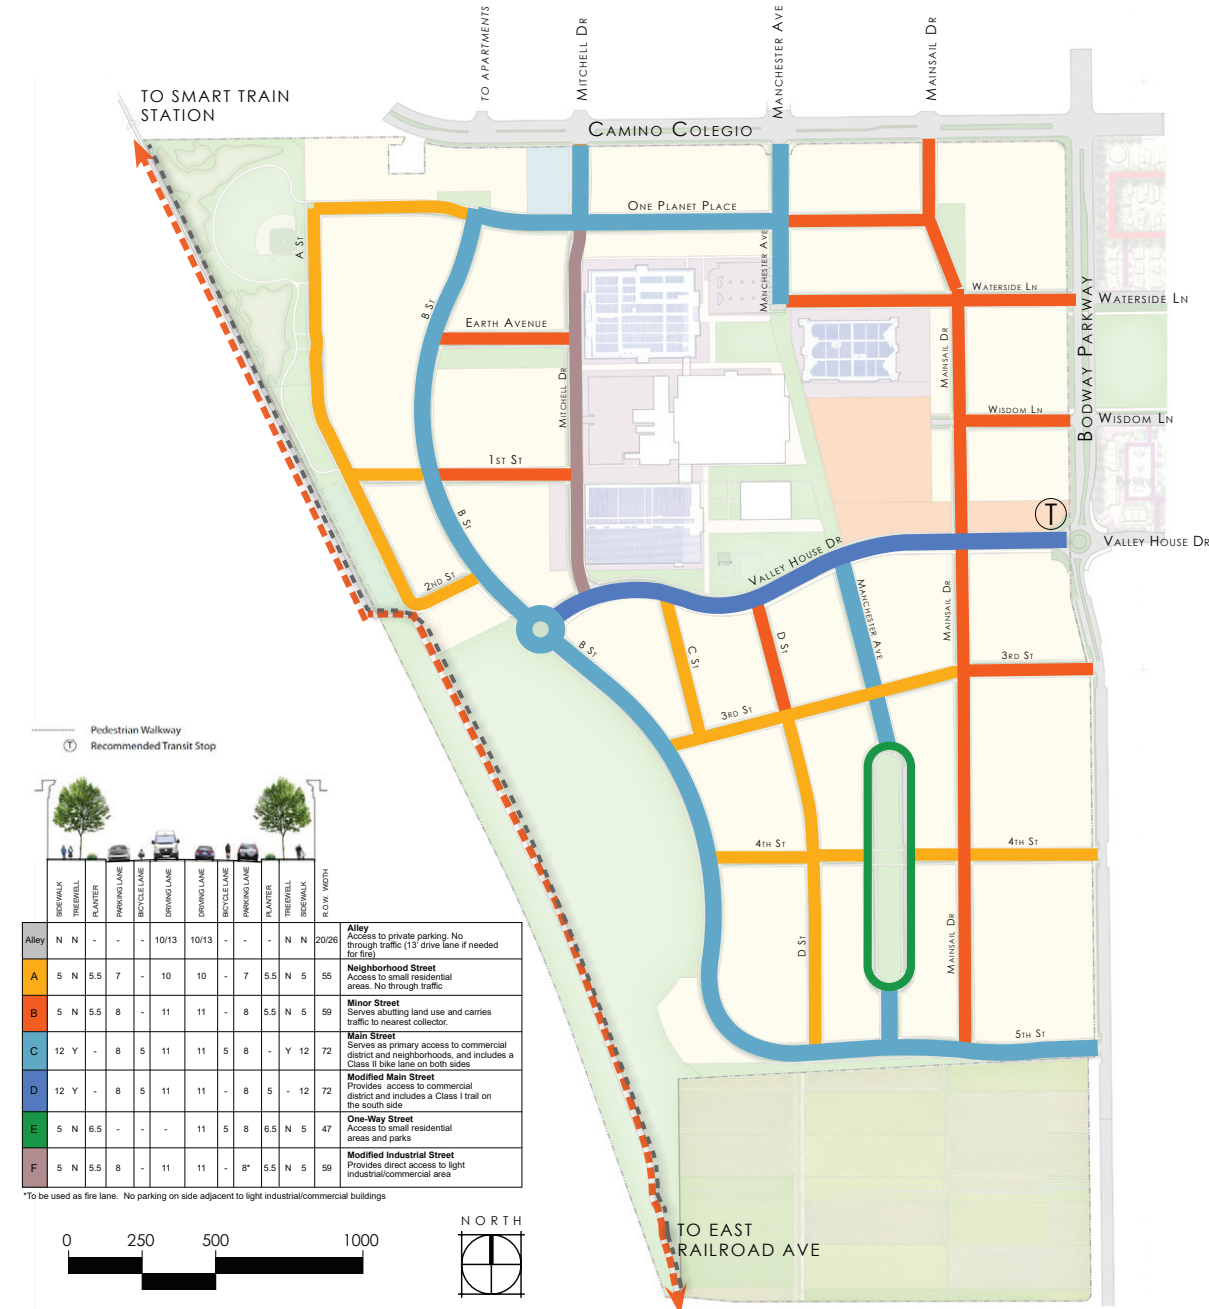 TO APARTMENTS
MITCHELL DR
MANCHESTER AVE
MAINSAIL DR
TO SMART TRAIN
STATION
CAMINO COLEGIO
ONE PLANET PLACE
A ST
MANCHESTER AVE
B ST
WATERSIDE LN
WATERSIDE LN
BODWAY PARKWAY
EARTH AVENUE
MITCHELL DR
MAINSAIL DR
WISDOM LN
WISDOM LN
1ST ST
B ST
T
VALLEY HOUSE DR
VALLEY HOUSE DR
2ND ST
MANCHESTER AVE
MAINSAIL DR
B ST
C ST
D ST
3RD ST
3RD ST
Pedestrian Walkway
T Recommended Transit Stop
4TH ST
4TH ST
D ST
MAINSAIL DR
5TH ST
SIDEWALK TREEWELL PLANTER PARKING LANE BICYCLE LANE DRIVING LANE DRIVING LANE BICYCLE LANE PARKING LANE PLANTER TREEWELL SIDEWALK R.O.W. WIDTH
Alley N N - - - 10/13 10/13 - - - N N 20/26 Alley
Access to private parking. No
through traffic (13' drive lane if needed
for fire)
A 5 N 5.5 7 - 10 10 - 7 5.5 N 5 55 Neighborhood Street
Access to small residential
areas. No through traffic
B 5 N 5.5 8 - 11 11 - 8 5.5 N 5 59 Minor Street
Serves abutting land use and carries
traffic to nearest collector.
C 12 Y - 8 5 11 11 5 8 - Y 12 72 Main Street
Serves as primary access to commercial
district and neighborhoods, and includes a
Class II bike lane on both sides
D 12 Y - 8 5 11 11 - 8 5 - 12 72 Modified Main Street
Provides access to commercial
district and includes a Class I trail on
the south side
E 5 N 6.5 - - - 11 5 8 6.5 N 5 47 One-Way Street
Access to small residential
areas and parks
F 5 N 5.5 8 - 11 11 - 8* 5.5 N 5 59 Modified Industrial Street
Provides direct access to light
industrial/commercial area
*To be used as fire lane. No parking on side adjacent to light industrial/commercial buildings
0 250 500 1000
NORTH
TO EAST
RAILROAD AVE